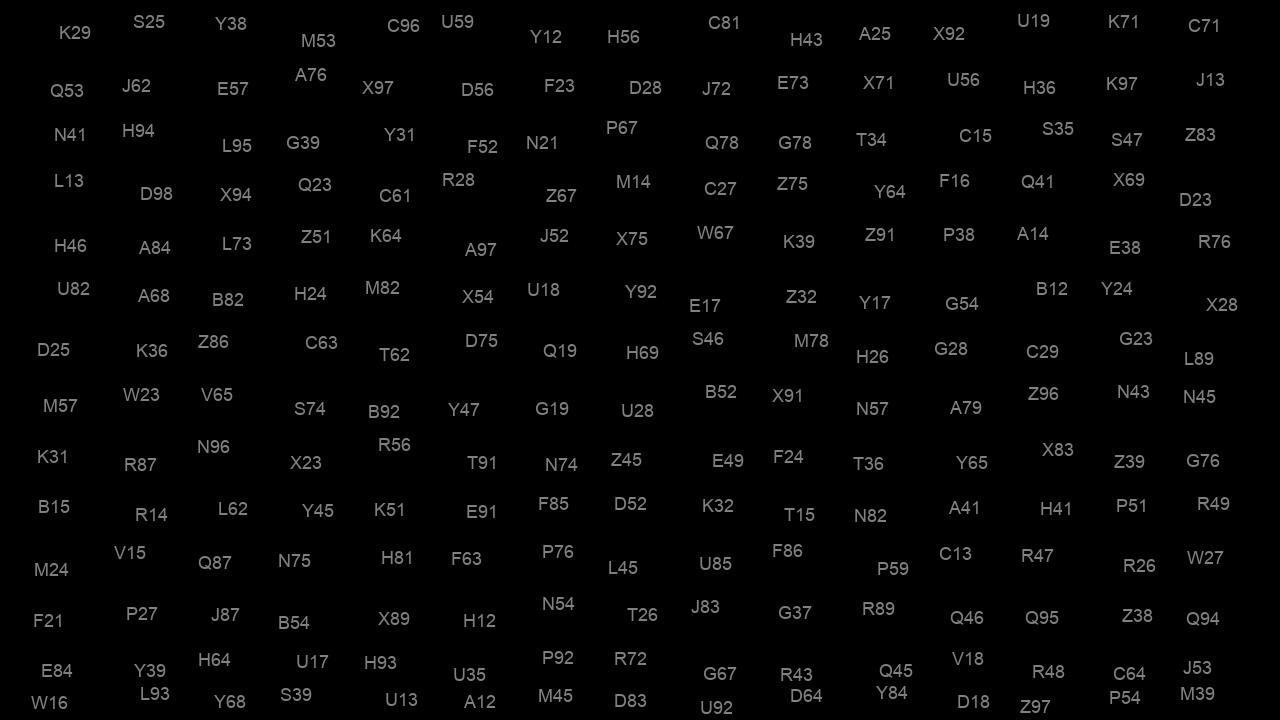 K29 S25 Y38 M53 C96 U59 Y12 H56 C81 H43 A25 X92 U19 K71 C71
Q53 J62 E57 A76 X97 D56 F23 D28 J72 E73 X71 U56 H36 K97 J13
N41 H94 L95 G39 Y31 F52 N21 P67 Q78 G78 T34 C15 S35 S47 Z83
L13 D98 X94 Q23 C61 R28 Z67 M14 C27 Z75 Y64 F16 Q41 X69 D23
H46 A84 L73 Z51 K64 A97 J52 X75 W67 K39 Z91 P38 A14 E38 R76
U82 A68 B82 H24 M82 X54 U18 Y92 E17 Z32 Y17 G54 B12 Y24 X28
D25 K36 Z86 C63 T62 D75 Q19 H69 S46 M78 H26 G28 C29 G23 L89
M57 W23 V65 S74 B92 Y47 G19 U28 B52 X91 N57 A79 Z96 N43 N45
K31 R87 N96 X23 R56 T91 N74 Z45 E49 F24 T36 Y65 X83 Z39 G76
B15 R14 L62 Y45 K51 E91 F85 D52 K32 T15 N82 A41 H41 P51 R49
M24 V15 Q87 N75 H81 F63 P76 L45 U85 F86 P59 C13 R47 R26 W27
F21 P27 J87 B54 X89 H12 N54 T26 J83 G37 R89 Q46 Q95 Z38 Q94
E84 Y39 H64 U17 H93 U35 P92 R72 G67 R43 Q45 V18 R48 C64 J53
W16 L93 Y68 S39 U13 A12 M45 D83 U92 D64 Y84 D18 Z97 P54 M39